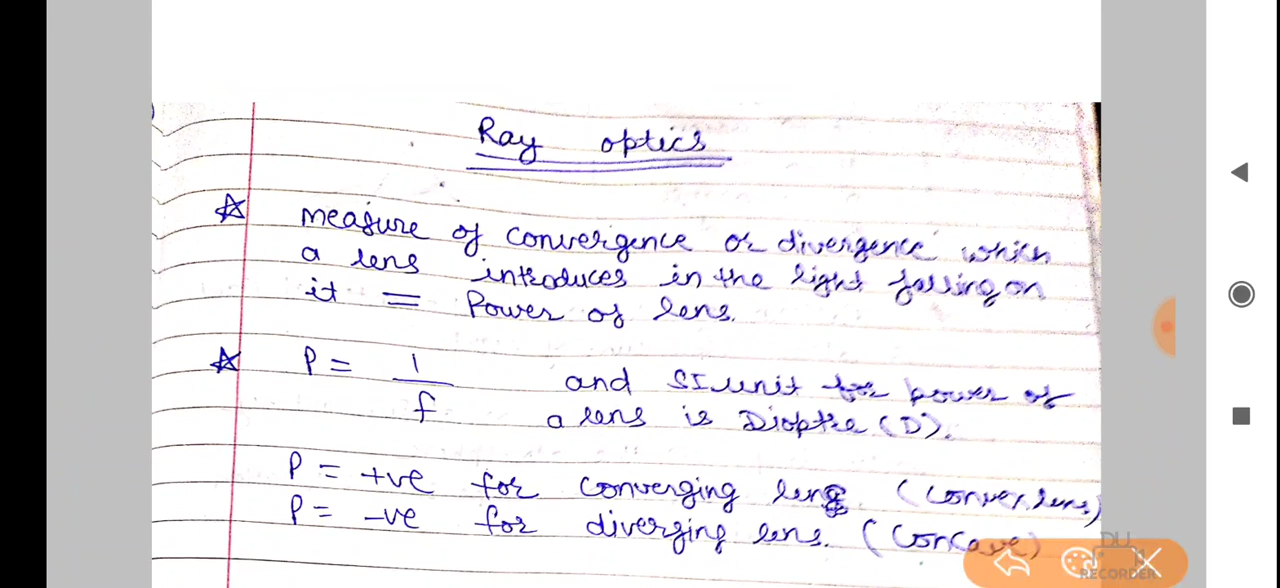 Ray optics
measure of convergence or divergence which
a lens introduces in the light falling on
it = Power of lens.
P = 1/f and SI unit for power of
a lens is Dioptre (D).
P = +ve for converging lens (convex lens)
P = -ve for diverging lens. (Concave)
DU
RECORDER